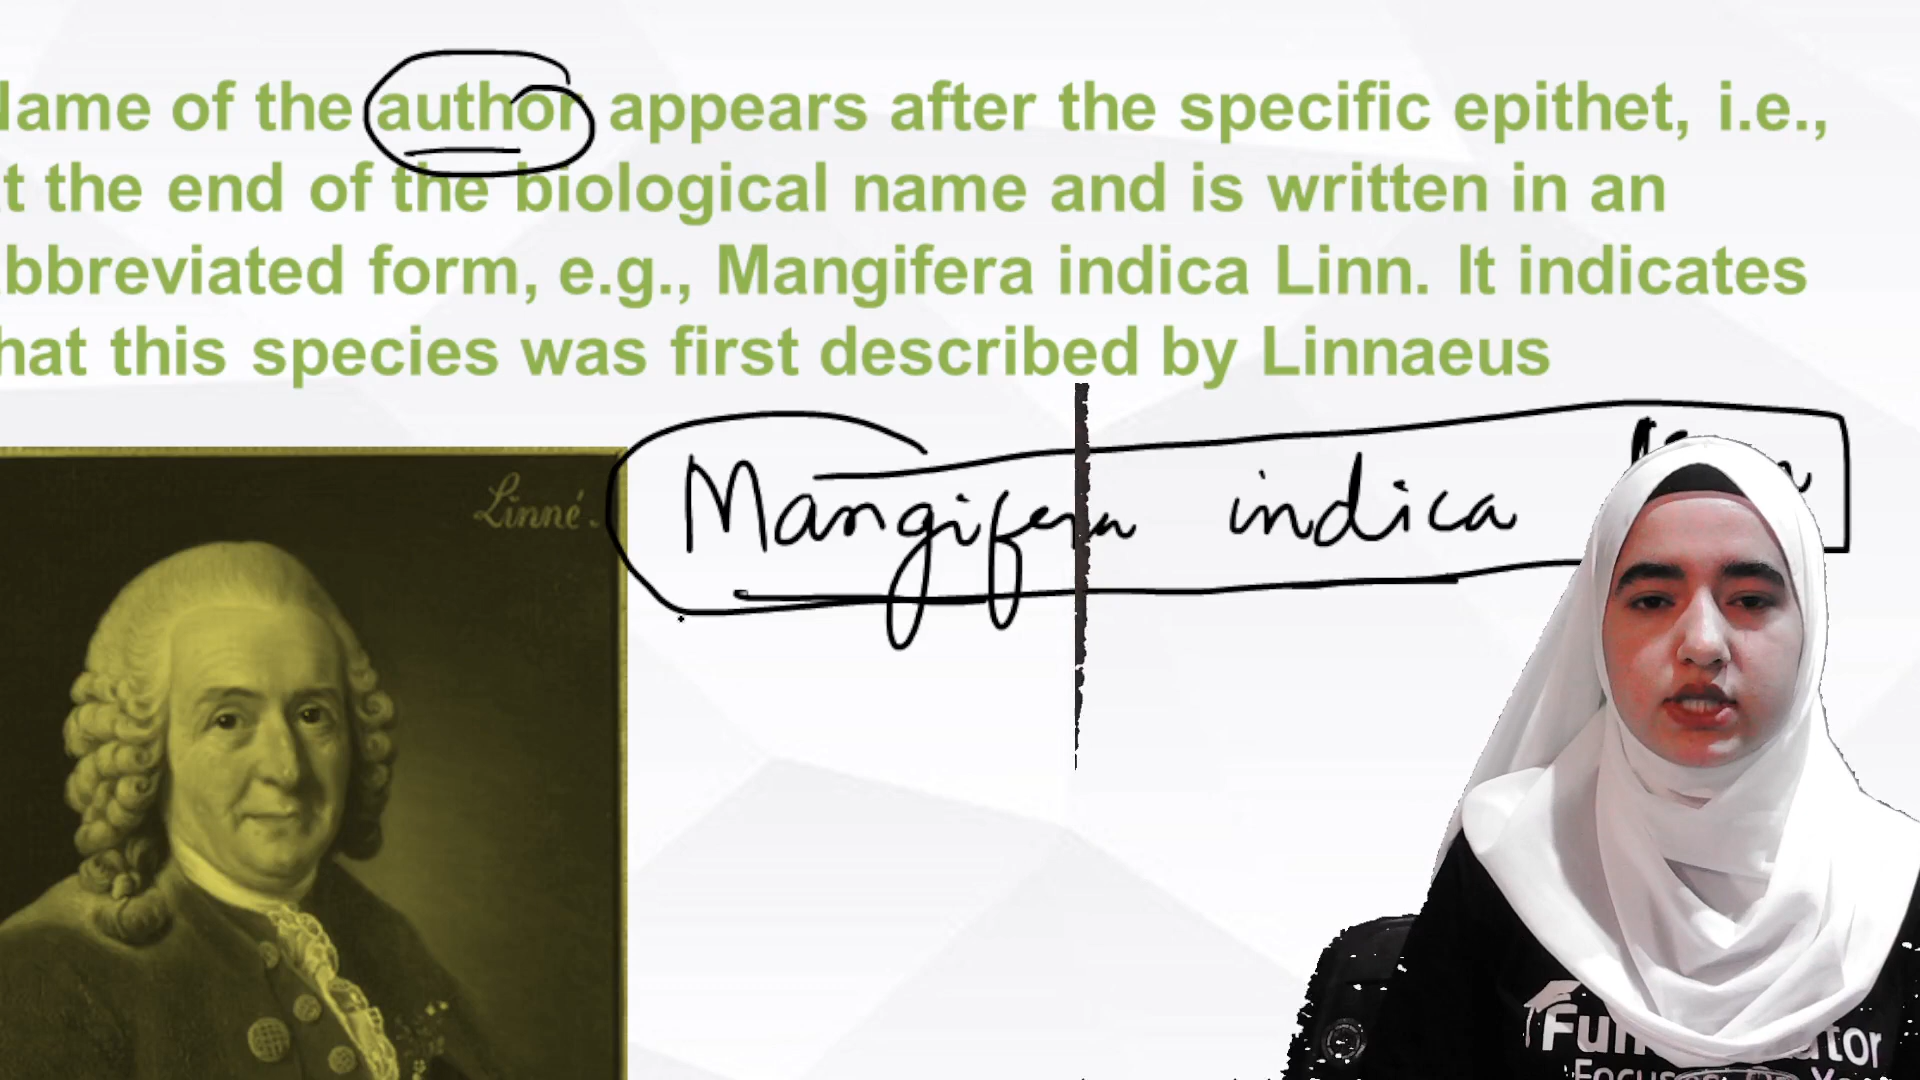 lame of the author appears after the specific epithet, i.e.,
t the end of the biological name and is written in an
bbreviated form, e.g., Mangifera indica Linn. It indicates
hat this species was first described by Linnaeus
Linné.
Mangifera indica